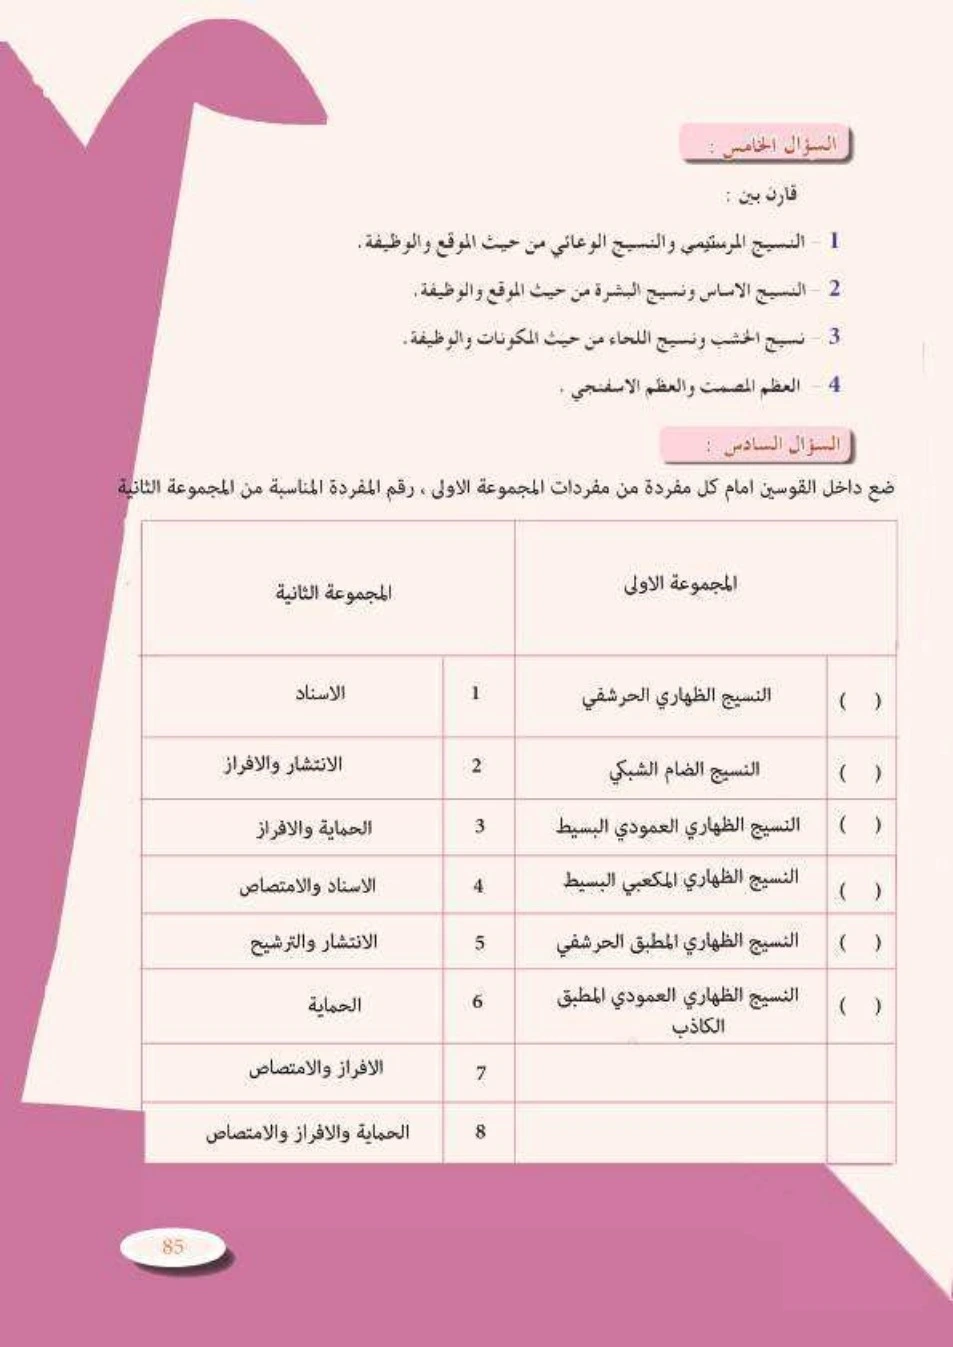 السؤال الخامس :
قارن بين :
1 - النسيج المرستيمي والنسيج الوعائي من حيث الموقع والوظيفة.
2 - النسيج الاساس ونسيج البشرة من حيث الموقع والوظيفة.
3 - نسيج الخشب ونسيج اللحاء من حيث المكونات والوظيفة.
4 - العظم المصمت والعظم الاسفنجي .
السؤال السادس :
ضع داخل القوسين امام كل مفردة من مفردات المجموعة الاولى ، رقم المفردة المناسبة من المجموعة الثانية
المجموعة الاولى المجموعة الثانية
( ) النسيج الظهاري الحرشفي 1 الاسناد
( ) النسيج الضام الشبكي 2 الانتشار والافراز
( ) النسيج الظهاري العمودي البسيط 3 الحماية والافراز
( ) النسيج الظهاري المكعبي البسيط 4 الاسناد والامتصاص
( ) النسيج الظهاري المطبق الحرشفي 5 الانتشار والترشيح
( ) النسيج الظهاري العمودي المطبق
الكاذب 6 الحماية
7 الافراز والامتصاص
8 الحماية والافراز والامتصاص
85